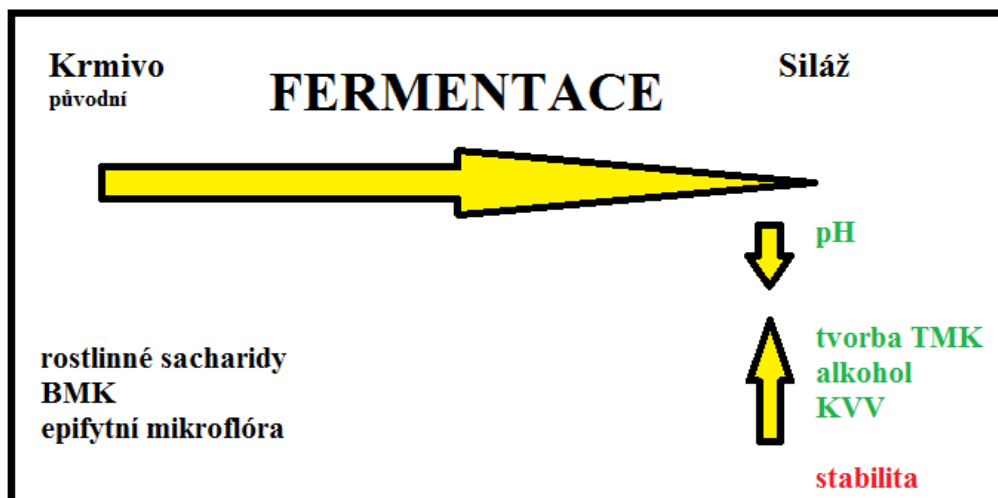 Krmivo
původní
FERMENTACE
Siláž
pH
rostlinné sacharidy
BMK
epifytní mikroflóra
tvorba TMK
alkohol
KVV
stabilita